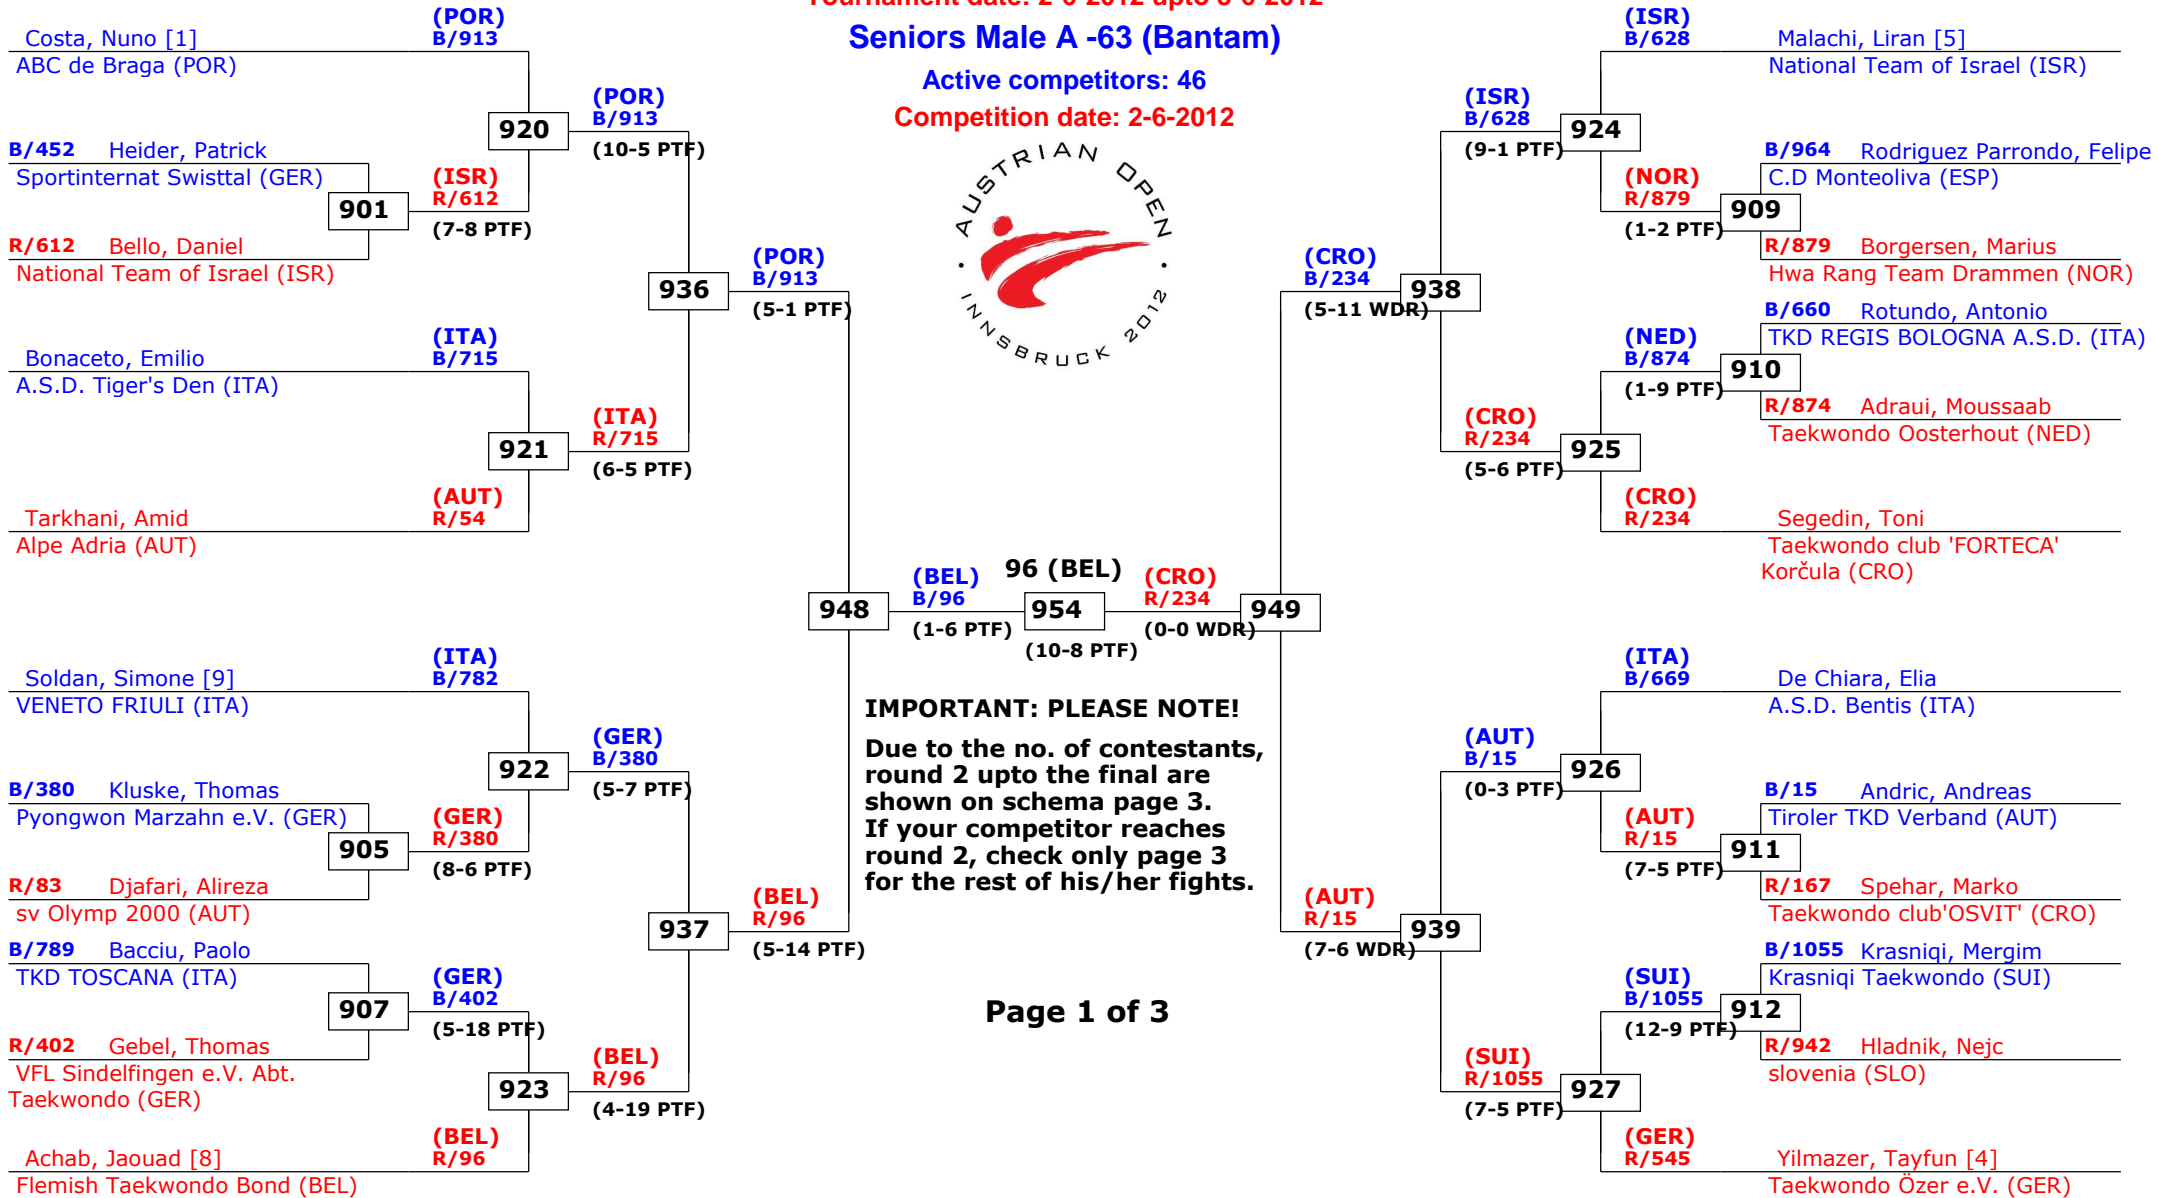 Tournament date: 2-6-2012 upto 3-6-2012
Seniors Male A -63 (Bantam)
Active competitors: 46
Competition date: 2-6-2012
AUSTRIAN OPEN
· INNSBRUCK 2012 ·
Costa, Nuno [1]
ABC de Braga (POR)
(POR)
B/913
B/452 Heider, Patrick
Sportinternat Swisttal (GER)
901
R/612 Bello, Daniel
National Team of Israel (ISR)
(ISR)
R/612
(7-8 PTF)
920
(POR)
B/913
(10-5 PTF)
Bonaceto, Emilio
A.S.D. Tiger's Den (ITA)
(ITA)
B/715
921
Tarkhani, Amid
Alpe Adria (AUT)
(AUT)
R/54
(ITA)
R/715
(6-5 PTF)
936
(POR)
B/913
(5-1 PTF)
Soldan, Simone [9]
VENETO FRIULI (ITA)
(ITA)
B/782
B/380 Kluske, Thomas
Pyongwon Marzahn e.V. (GER)
905
R/83 Djafari, Alireza
sv Olymp 2000 (AUT)
(GER)
R/380
(8-6 PTF)
922
(GER)
B/380
(5-7 PTF)
B/789 Bacciu, Paolo
TKD TOSCANA (ITA)
907
R/402 Gebel, Thomas
VFL Sindelfingen e.V. Abt.
Taekwondo (GER)
(GER)
B/402
(5-18 PTF)
923
Achab, Jaouad [8]
Flemish Taekwondo Bond (BEL)
(BEL)
R/96
(BEL)
R/96
(4-19 PTF)
937
(BEL)
R/96
(5-14 PTF)
948
(BEL)
B/96
(1-6 PTF)
96 (BEL)
954
(10-8 PTF)
(CRO)
R/234
(0-0 WDR)
949
IMPORTANT: PLEASE NOTE!
Due to the no. of contestants,
round 2 upto the final are
shown on schema page 3.
If your competitor reaches
round 2, check only page 3
for the rest of his/her fights.
Page 1 of 3
(ISR)
B/628
Malachi, Liran [5]
National Team of Israel (ISR)
(ISR)
B/628
(9-1 PTF)
924
B/964 Rodriguez Parrondo, Felipe
C.D Monteoliva (ESP)
(NOR)
R/879
(1-2 PTF)
909
R/879 Borgersen, Marius
Hwa Rang Team Drammen (NOR)
(CRO)
B/234
(5-11 WDR)
938
B/660 Rotundo, Antonio
TKD REGIS BOLOGNA A.S.D. (ITA)
(NED)
B/874
(1-9 PTF)
910
R/874 Adraui, Moussaab
Taekwondo Oosterhout (NED)
(CRO)
R/234
(5-6 PTF)
925
(CRO)
R/234
Segedin, Toni
Taekwondo club 'FORTECA'
Korčula (CRO)
(ITA)
B/669
De Chiara, Elia
A.S.D. Bentis (ITA)
(AUT)
B/15
(0-3 PTF)
926
B/15 Andric, Andreas
Tiroler TKD Verband (AUT)
(AUT)
R/15
(7-5 PTF)
911
R/167 Spehar, Marko
Taekwondo club'OSVIT' (CRO)
(AUT)
R/15
(7-6 WDR)
939
B/1055 Krasniqi, Mergim
Krasniqi Taekwondo (SUI)
(SUI)
B/1055
(12-9 PTF)
912
R/942 Hladnik, Nejc
slovenia (SLO)
(SUI)
R/1055
(7-5 PTF)
927
(GER)
R/545
Yilmazer, Tayfun [4]
Taekwondo Özer e.V. (GER)